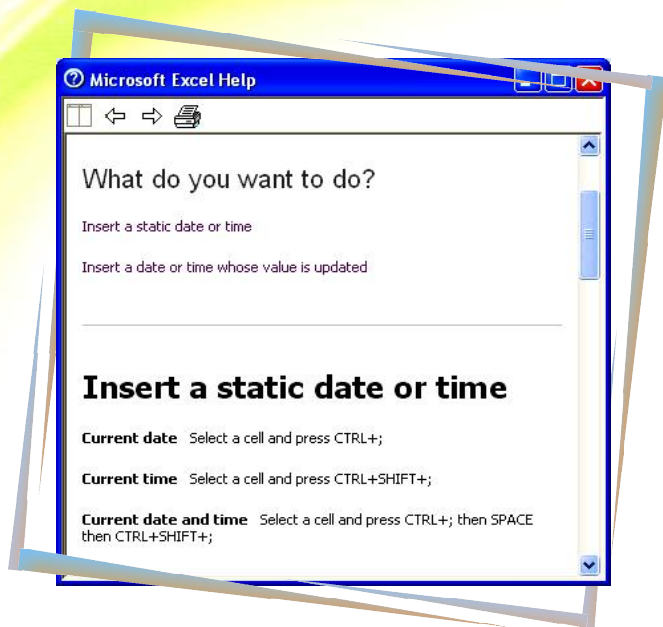 Microsoft Excel Help
What do you want to do?
Insert a static date or time
Insert a date or time whose value is updated
Insert a static date or time
Current date Select a cell and press CTRL+;
Current time Select a cell and press CTRL+SHIFT+;
Current date and time Select a cell and press CTRL+; then SPACE
then CTRL+SHIFT+;